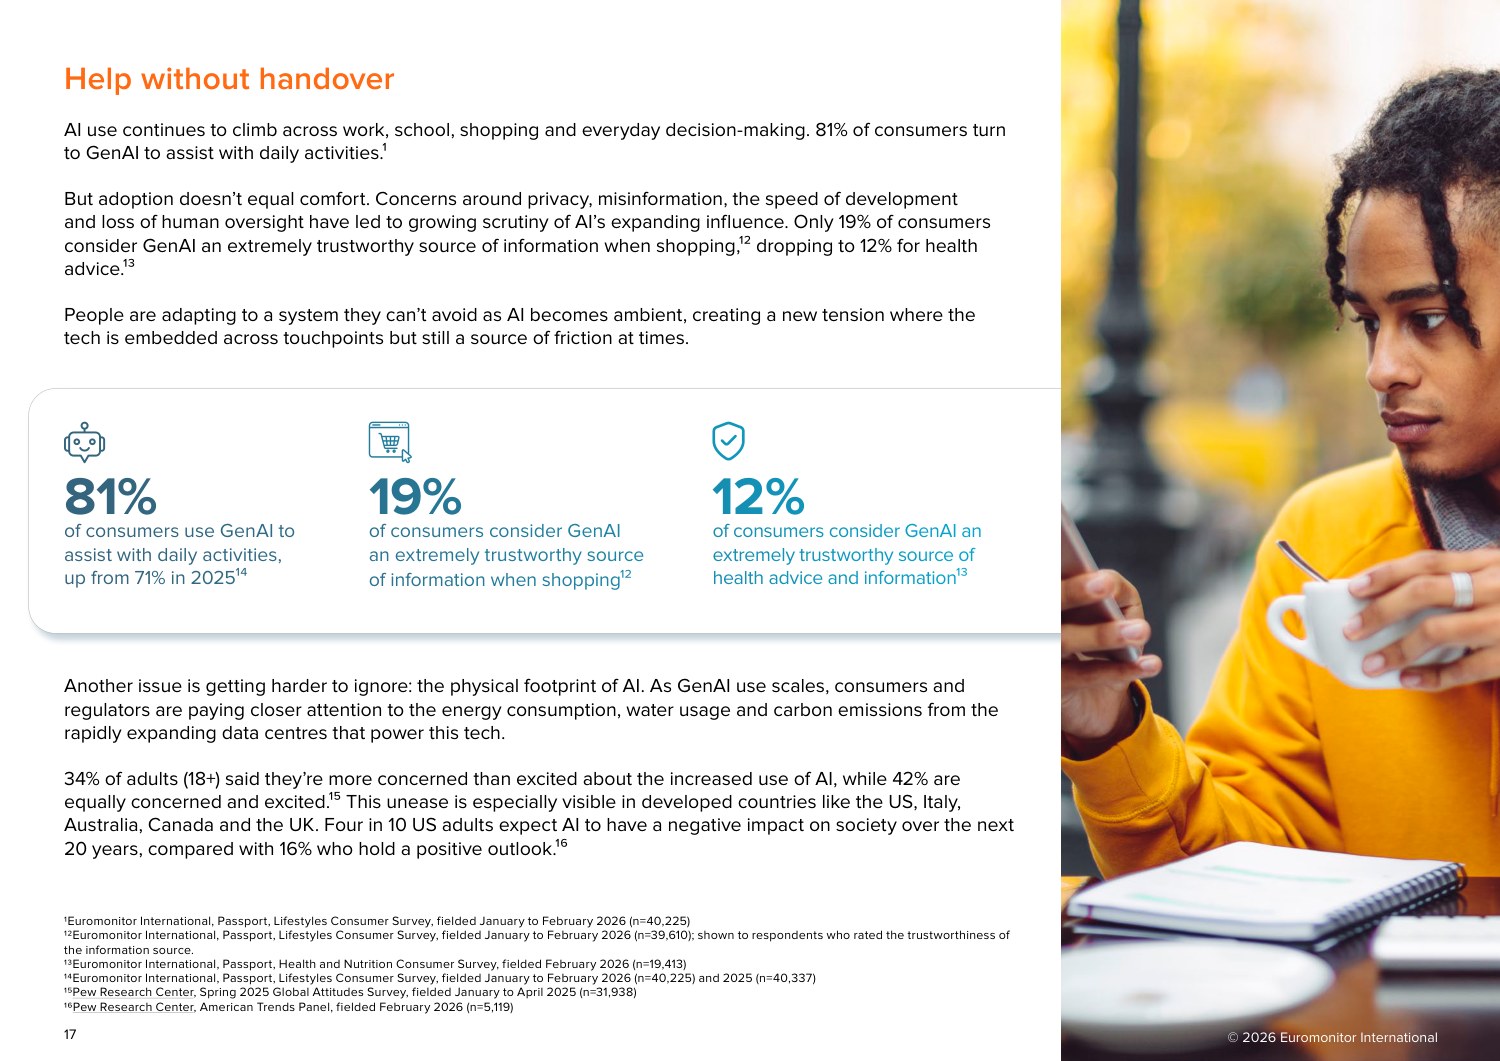 Help without handover
AI use continues to climb across work, school, shopping and everyday decision-making. 81% of consumers turn
to GenAI to assist with daily activities.¹
But adoption doesn’t equal comfort. Concerns around privacy, misinformation, the speed of development
and loss of human oversight have led to growing scrutiny of AI’s expanding influence. Only 19% of consumers
consider GenAI an extremely trustworthy source of information when shopping,¹² dropping to 12% for health
advice.¹³
People are adapting to a system they can’t avoid as AI becomes ambient, creating a new tension where the
tech is embedded across touchpoints but still a source of friction at times.
81%
of consumers use GenAI to
assist with daily activities,
up from 71% in 2025¹⁴
19%
of consumers consider GenAI
an extremely trustworthy source
of information when shopping¹²
12%
of consumers consider GenAI an
extremely trustworthy source of
health advice and information¹³
Another issue is getting harder to ignore: the physical footprint of AI. As GenAI use scales, consumers and
regulators are paying closer attention to the energy consumption, water usage and carbon emissions from the
rapidly expanding data centres that power this tech.
34% of adults (18+) said they’re more concerned than excited about the increased use of AI, while 42% are
equally concerned and excited.¹⁵ This unease is especially visible in developed countries like the US, Italy,
Australia, Canada and the UK. Four in 10 US adults expect AI to have a negative impact on society over the next
20 years, compared with 16% who hold a positive outlook.¹⁶
¹Euromonitor International, Passport, Lifestyles Consumer Survey, fielded January to February 2026 (n=40,225)
¹²Euromonitor International, Passport, Lifestyles Consumer Survey, fielded January to February 2026 (n=39,610); shown to respondents who rated the trustworthiness of
the information source.
¹³Euromonitor International, Passport, Health and Nutrition Consumer Survey, fielded February 2026 (n=19,413)
¹⁴Euromonitor International, Passport, Lifestyles Consumer Survey, fielded January to February 2026 (n=40,225) and 2025 (n=40,337)
¹⁵Pew Research Center, Spring 2025 Global Attitudes Survey, fielded January to April 2025 (n=31,938)
¹⁶Pew Research Center, American Trends Panel, fielded February 2026 (n=5,119)
17
© 2026 Euromonitor International